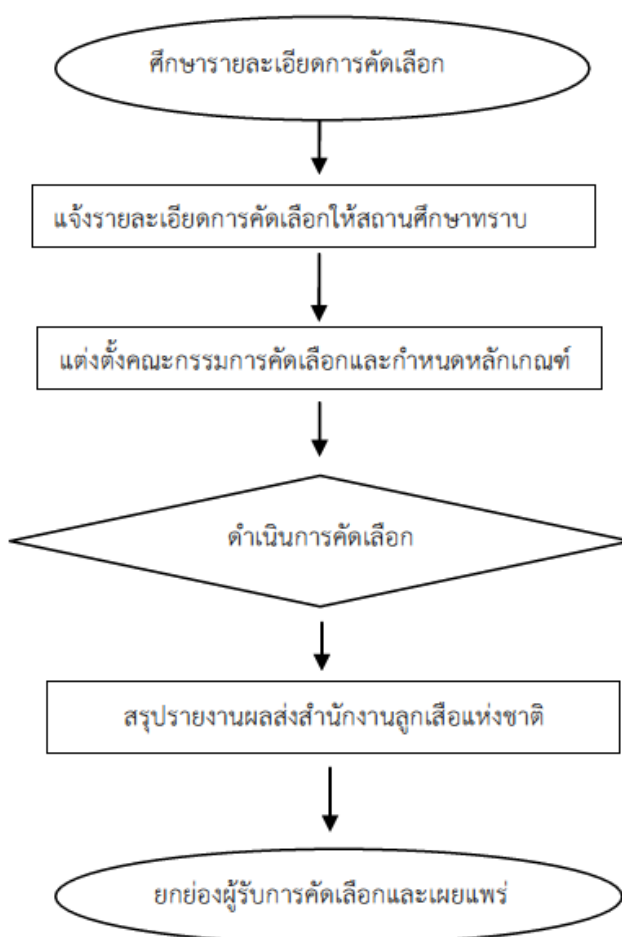 ศึกษารายละเอียดการคัดเลือก
แจ้งรายละเอียดการคัดเลือกให้สถานศึกษาทราบ
แต่งตั้งคณะกรรมการคัดเลือกและกำหนดหลักเกณฑ์
ดำเนินการคัดเลือก
สรุปรายงานผลส่งสำนักงานลูกเสือแห่งชาติ
ยกย่องผู้รับการคัดเลือกและเผยแพร่